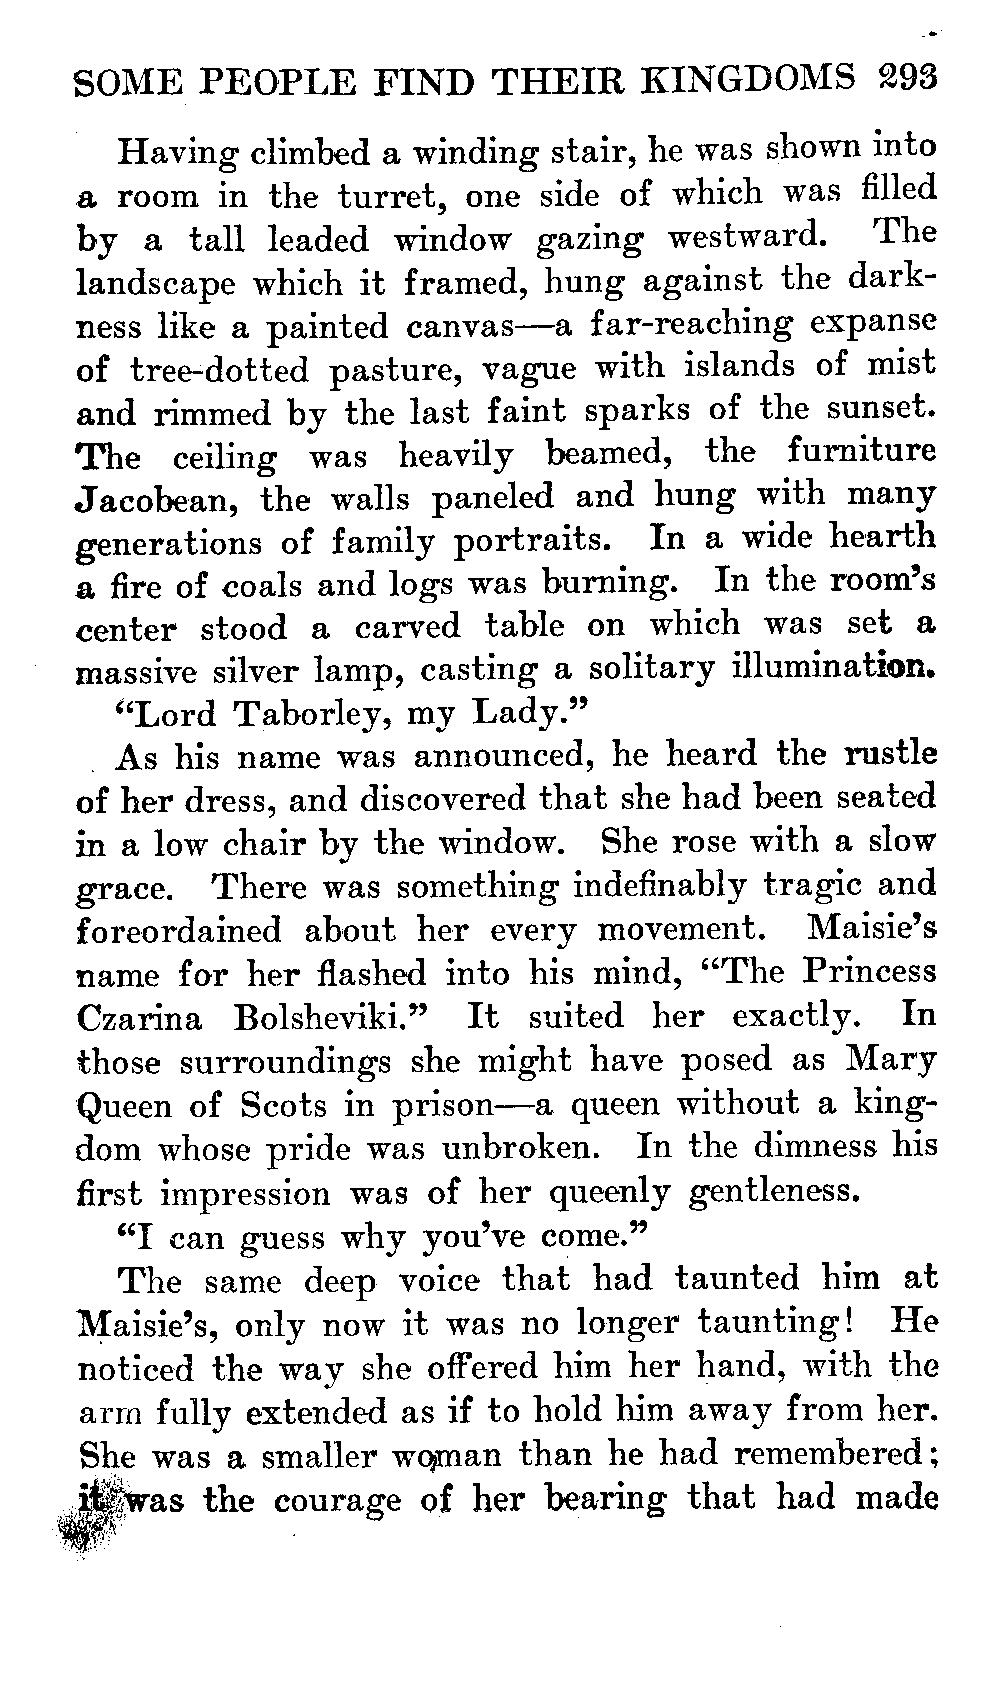 SOME PEOPLE FIND THEIR KINGDOMS 293
Having climbed a winding stair, he was shown into
a room in the turret, one side of which was filled
by a tall leaded window gazing westward. The
landscape which it framed, hung against the dark-
ness like a painted canvas—a far-reaching expanse
of tree-dotted pasture, vague with islands of mist
and rimmed by the last faint sparks of the sunset.
The ceiling was heavily beamed, the furniture
Jacobean, the walls paneled and hung with many
generations of family portraits. In a wide hearth
a fire of coals and logs was burning. In the room's
center stood a carved table on which was set a
massive silver lamp, casting a solitary illumination.
"Lord Taborley, my Lady."
As his name was announced, he heard the rustle
of her dress, and discovered that she had been seated
in a low chair by the window. She rose with a slow
grace. There was something indefinably tragic and
foreordained about her every movement. Maisie's
name for her flashed into his mind, "The Princess
Czarina Bolsheviki." It suited her exactly. In
those surroundings she might have posed as Mary
Queen of Scots in prison—a queen without a king-
dom whose pride was unbroken. In the dimness his
first impression was of her queenly gentleness.
"I can guess why you've come."
The same deep voice that had taunted him at
Maisie's, only now it was no longer taunting! He
noticed the way she offered him her hand, with the
arm fully extended as if to hold him away from her.
She was a smaller woman than he had remembered;
it was the courage of her bearing that had made